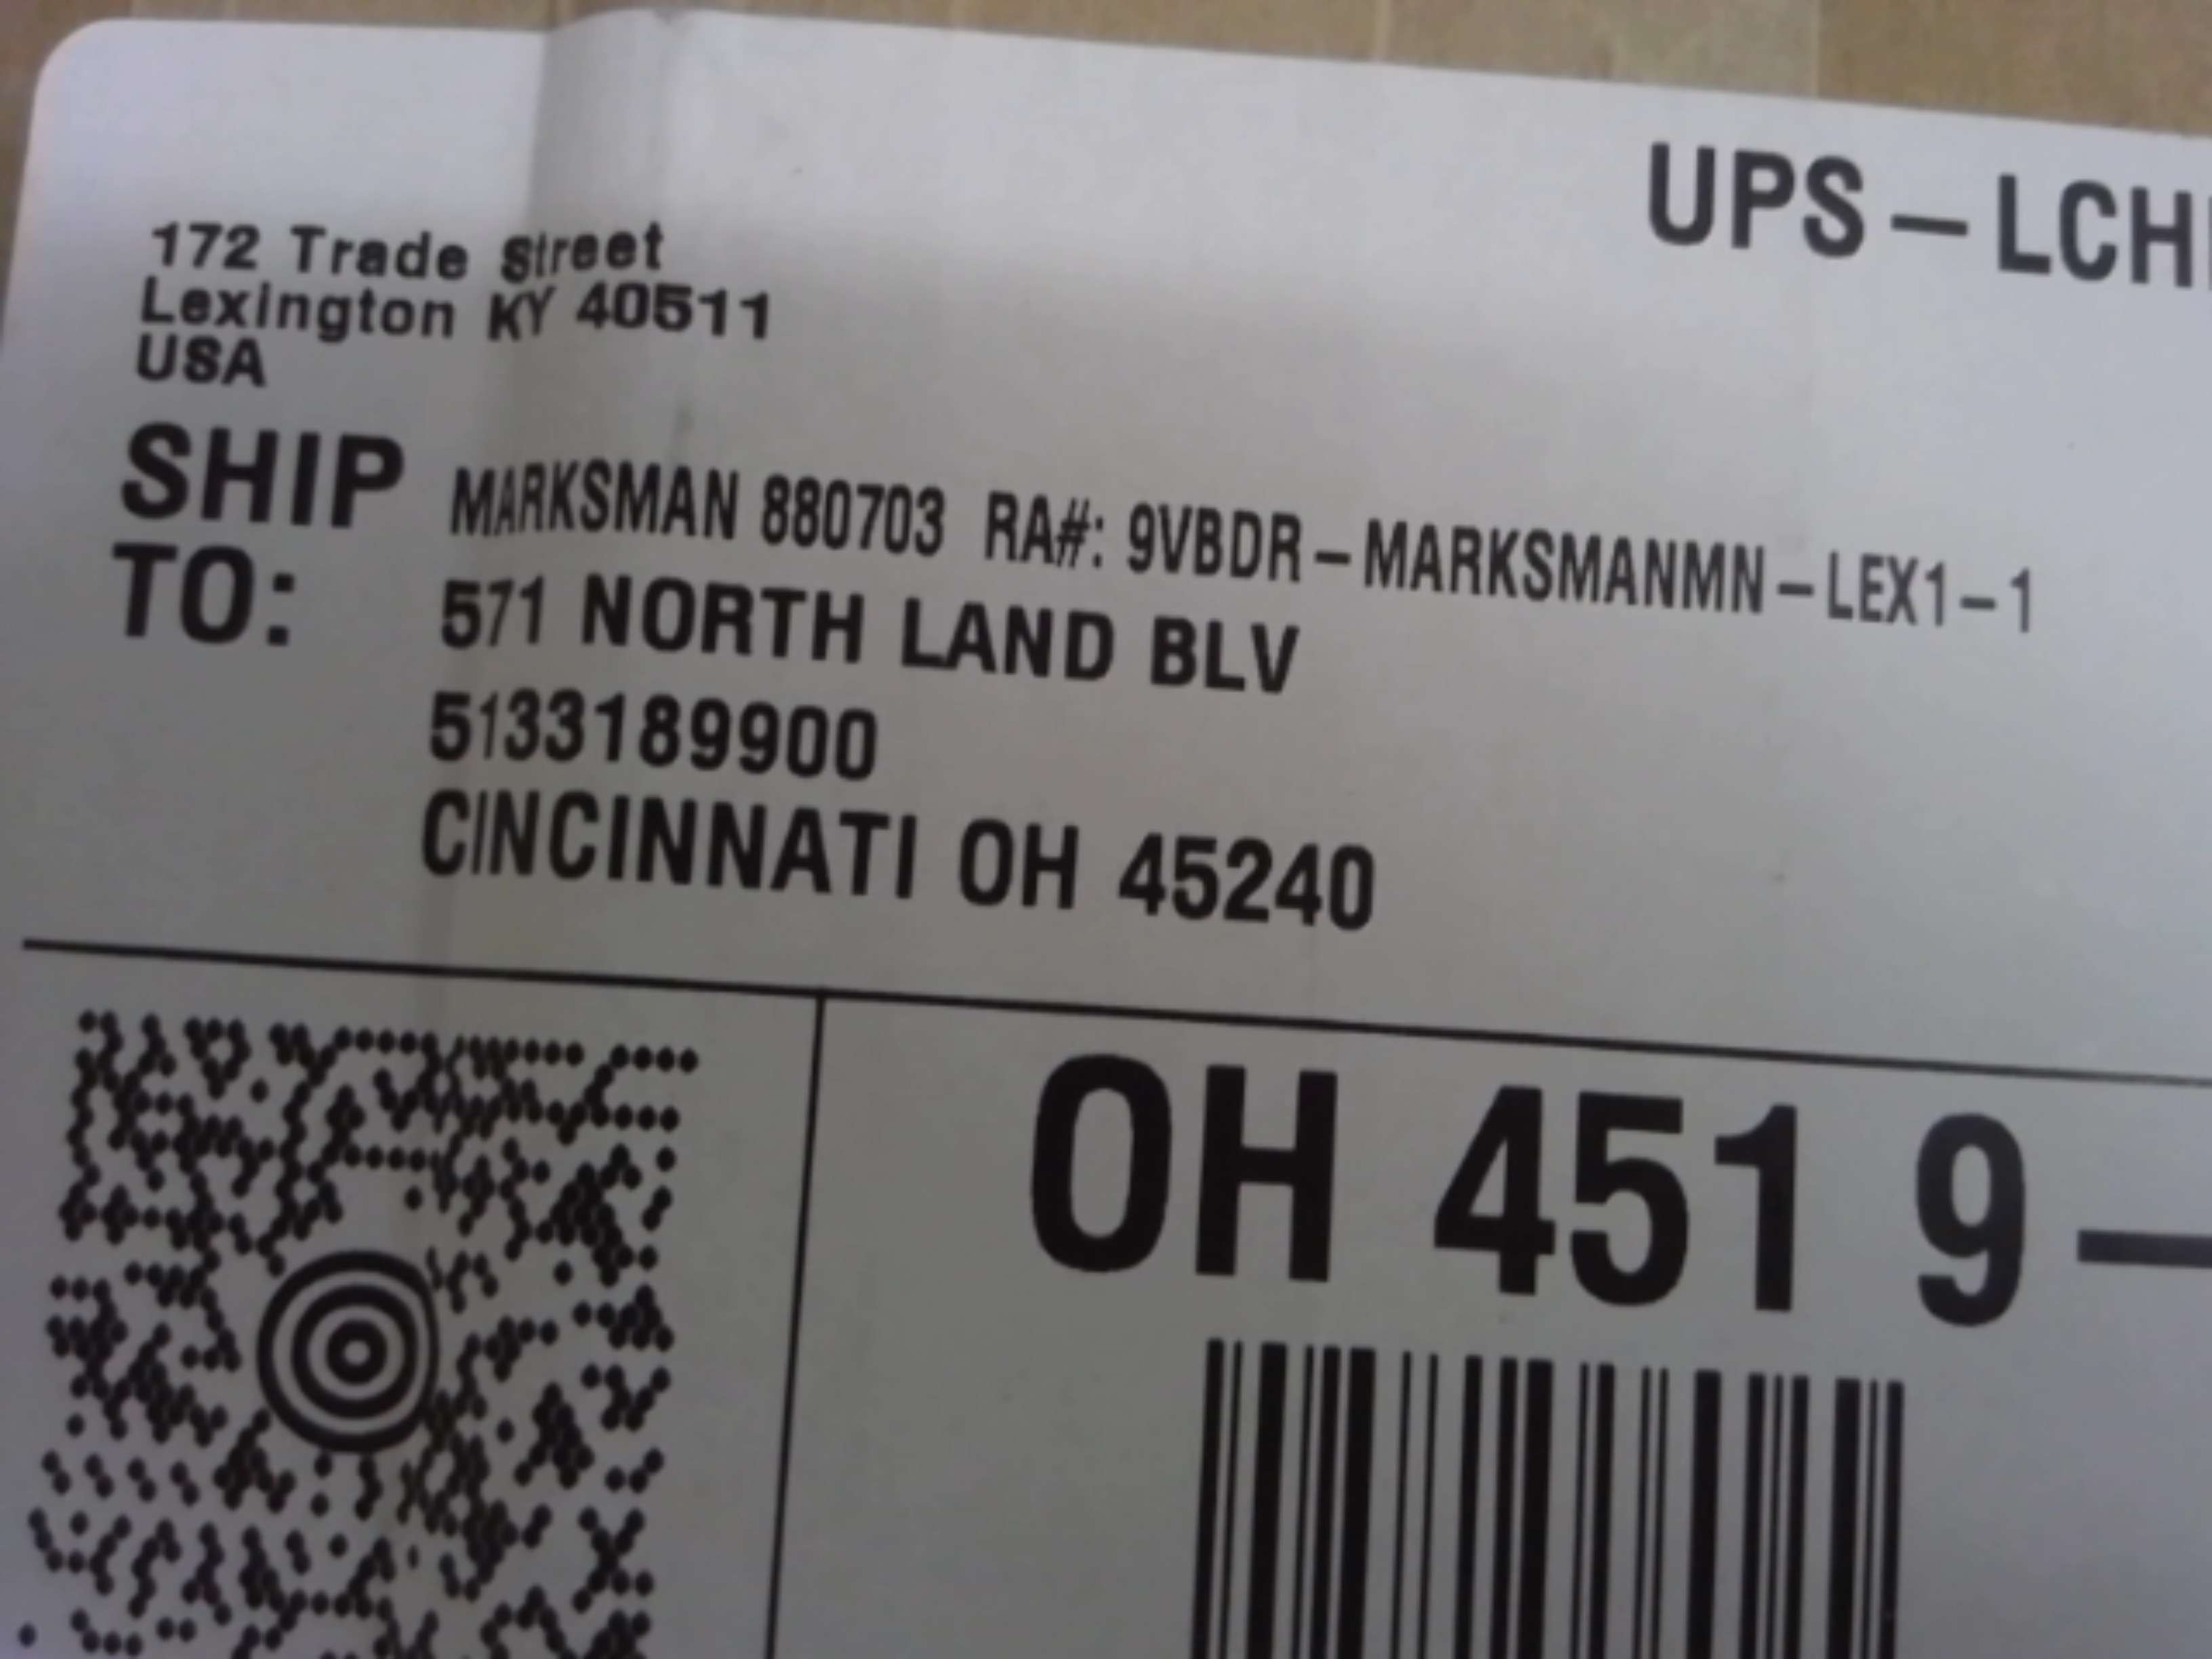 UPS-LCH
172 Trade Street
Lexington KY 40511
USA
SHIP TO:
MARKSMAN 880703 RA#: 9VBDR-MARKSMANMN-LEX1-1
571 NORTH LAND BLV
5133189900
CINCINNATI OH 45240
OH 451 9-